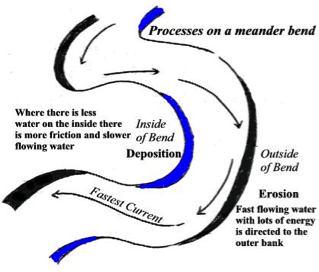 Processes on a meander bend
Where there is less
water on the inside there
is more friction and slower
flowing water
Inside
of Bend
Deposition
Outside
of Bend
Erosion
Fast flowing water
with lots of energy
is directed to the
outer bank
Fastest Current